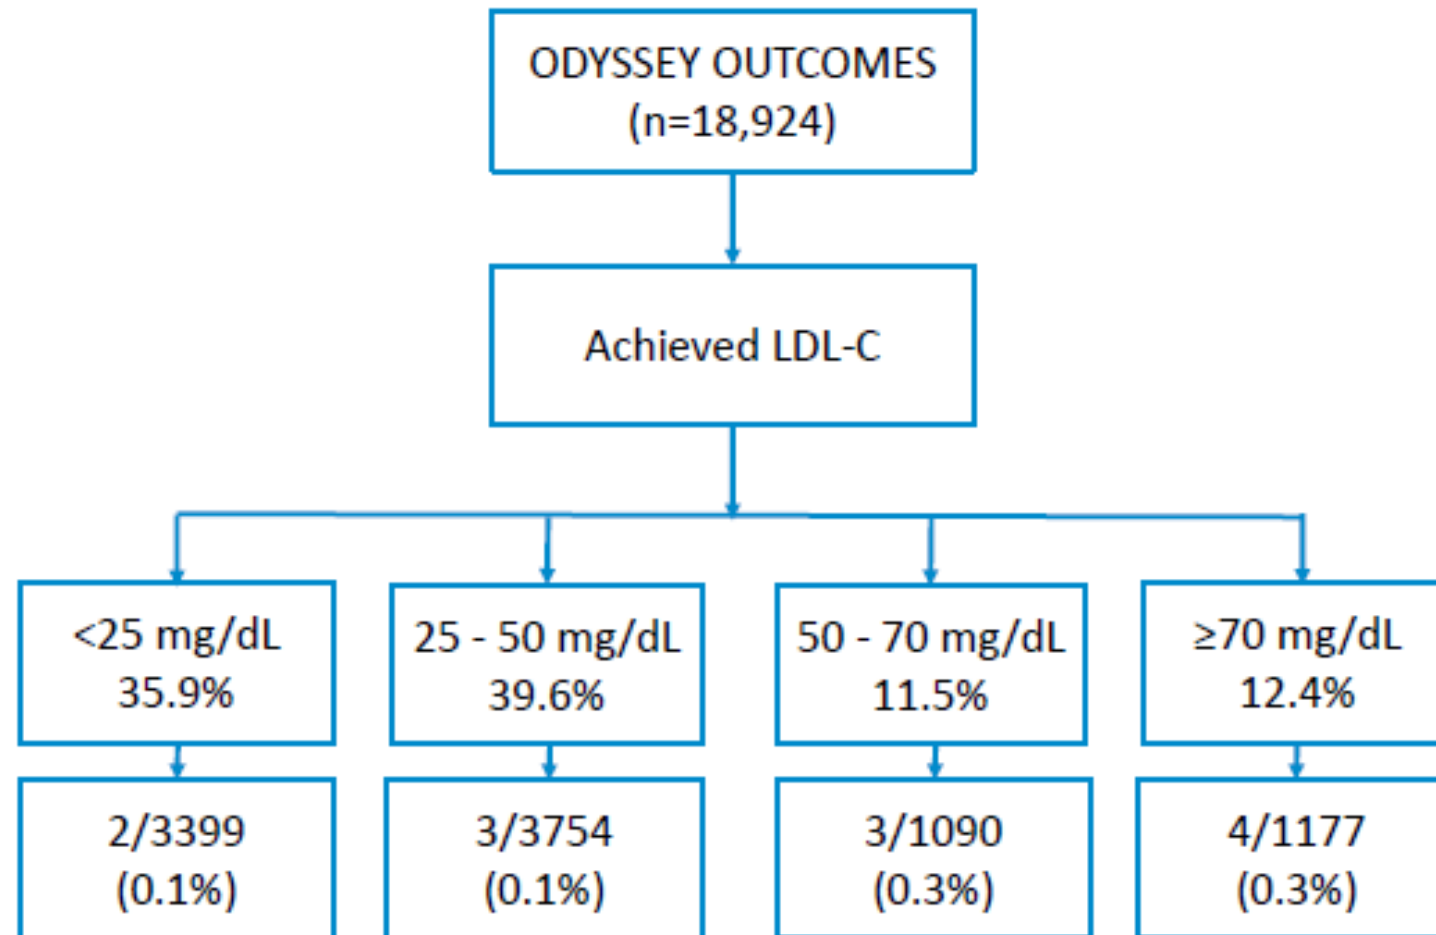 ODYSSEY OUTCOMES
(n=18,924)
Achieved LDL-C
<25 mg/dL
35.9%
25 - 50 mg/dL
39.6%
50 - 70 mg/dL
11.5%
≥70 mg/dL
12.4%
2/3399
(0.1%)
3/3754
(0.1%)
3/1090
(0.3%)
4/1177
(0.3%)